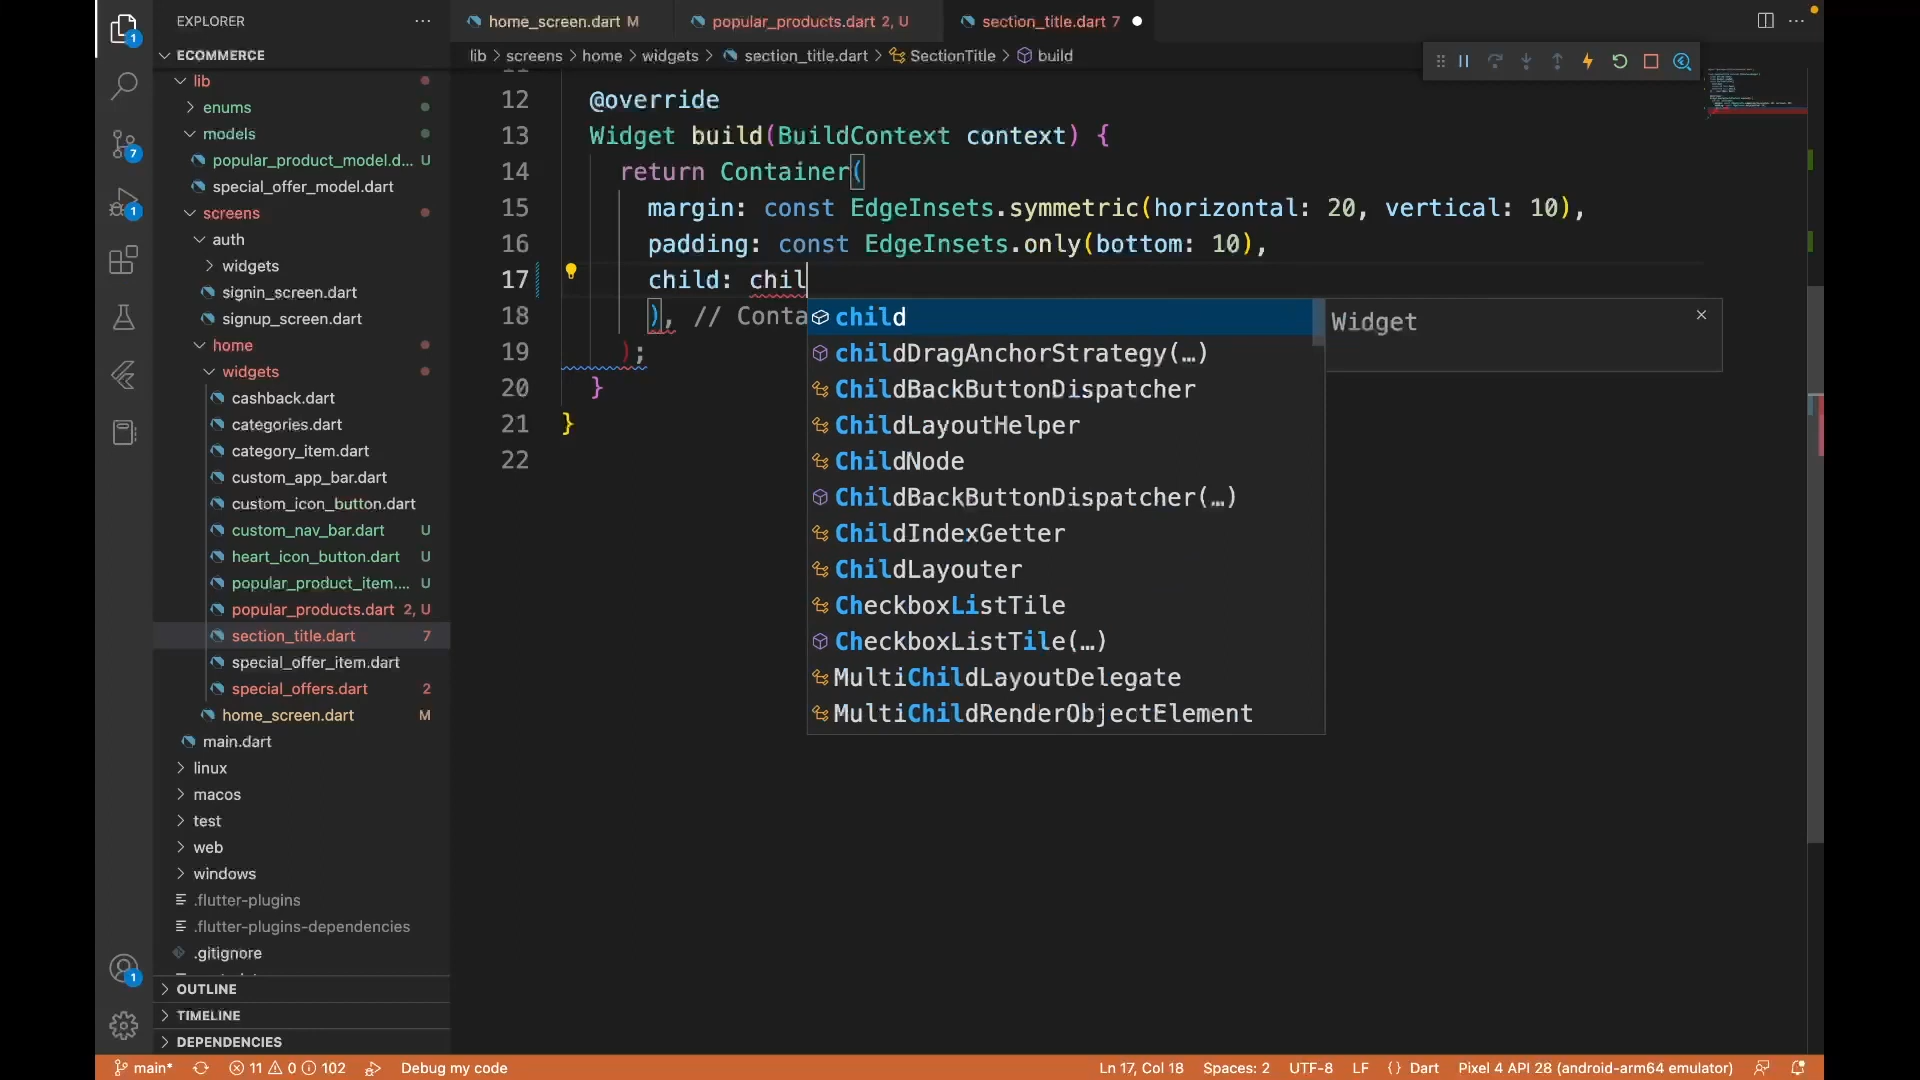 EXPLORER
home_screen.dart M
popular_products.dart 2, U
section_title.dart 7
lib > screens > home > widgets > section_title.dart > SectionTitle > build
ECOMMERCE
lib
enums
models
popular_product_model.d... U
special_offer_model.dart
screens
auth
widgets
signin_screen.dart
signup_screen.dart
home
widgets
cashback.dart
categories.dart
category_item.dart
custom_app_bar.dart
custom_icon_button.dart
custom_nav_bar.dart U
heart_icon_button.dart U
popular_product_item.... U
popular_products.dart 2, U
section_title.dart 7
special_offer_item.dart
special_offers.dart 2
home_screen.dart M
main.dart
linux
macos
test
web
windows
.flutter-plugins
.flutter-plugins-dependencies
.gitignore
OUTLINE
TIMELINE
DEPENDENCIES
1
7
1
1
12 @override
13 Widget build(BuildContext context) {
14 return Container(
15 margin: const EdgeInsets.symmetric(horizontal: 20, vertical: 10),
16 padding: const EdgeInsets.only(bottom: 10),
17 child: chil
18 ), // Conta
19 );
20 }
21 }
22
child
childDragAnchorStrategy(…)
ChildBackButtonDispatcher
ChildLayoutHelper
ChildNode
ChildBackButtonDispatcher(…)
ChildIndexGetter
ChildLayouter
CheckboxListTile
CheckboxListTile(…)
MultiChildLayoutDelegate
MultiChildRenderObjectElement
Widget
main* 11 0 102 Debug my code Ln 17, Col 18 Spaces: 2 UTF-8 LF {} Dart Pixel 4 API 28 (android-arm64 emulator)